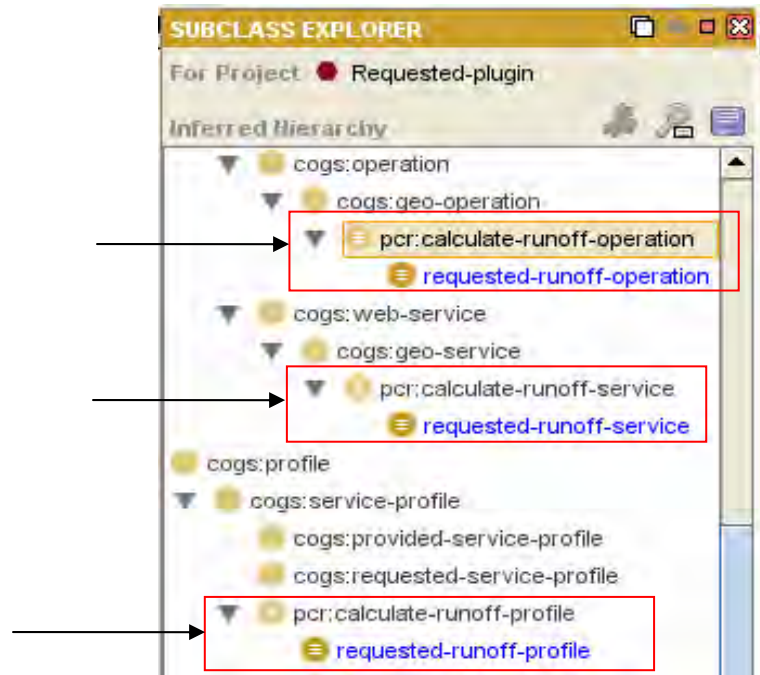 SUBCLASS EXPLORER
For Project Requested-plugin
Inferred Hierarchy
cogs:operation
cogs:geo-operation
pcr:calculate-runoff-operation
requested-runoff-operation
cogs:web-service
cogs:geo-service
pcr:calculate-runoff-service
requested-runoff-service
cogs:profile
cogs:service-profile
cogs:provided-service-profile
cogs:requested-service-profile
pcr:calculate-runoff-profile
requested-runoff-profile